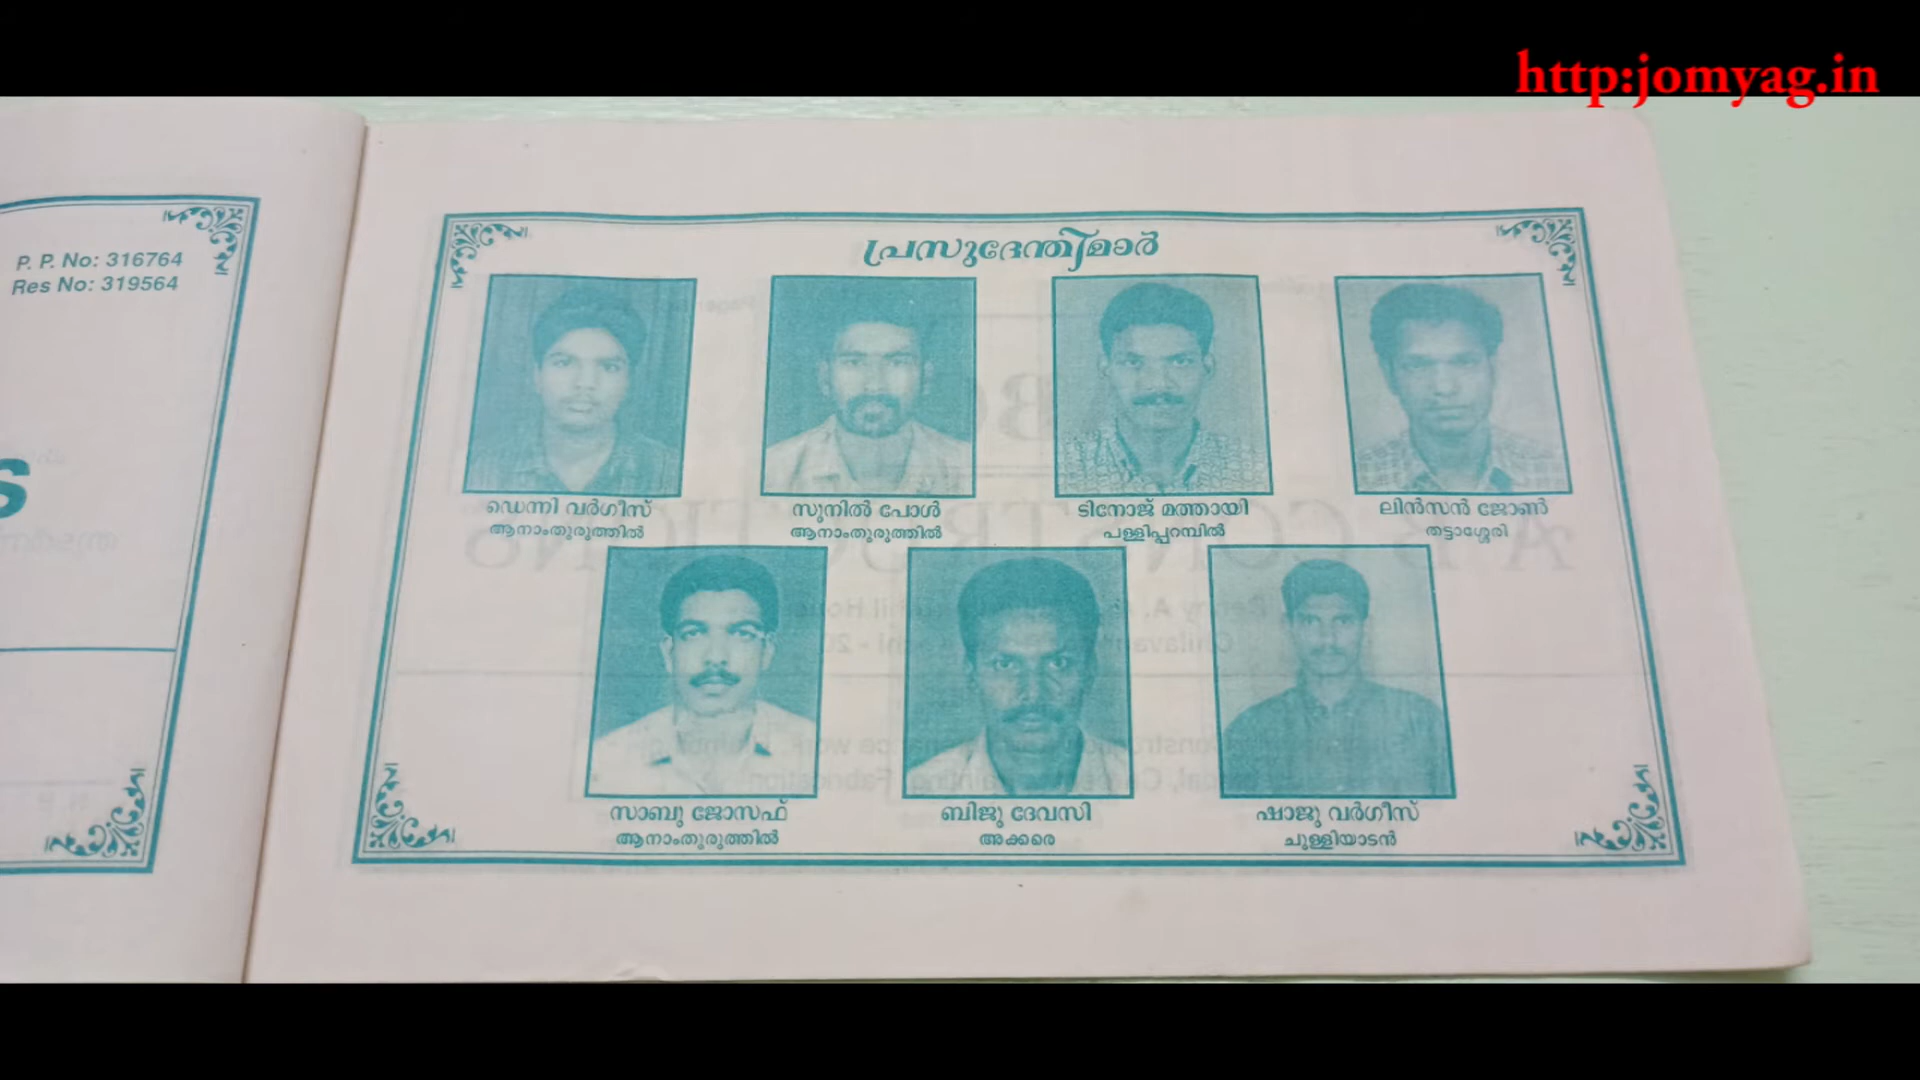 http:jomyag.in
P. P. No: 316764
Res No: 319564
s
പ്രസുദേന്തിമാർ
ഡെന്നി വർഗീസ് സുനിൽ പോൾ ടിനോജ് മത്തായി ലിൻസൻ ജോൺ
ആനാംതുരുത്തിൽ ആനാംതുരുത്തിൽ പള്ളിപ്പറമ്പിൽ തട്ടാശ്ശേരി
സാബു ജോസഫ് ബിജു ദേവസി ഷാജു വർഗീസ്
ആനാംതുരുത്തിൽ അക്കരെ ചുള്ളിയാടൻ